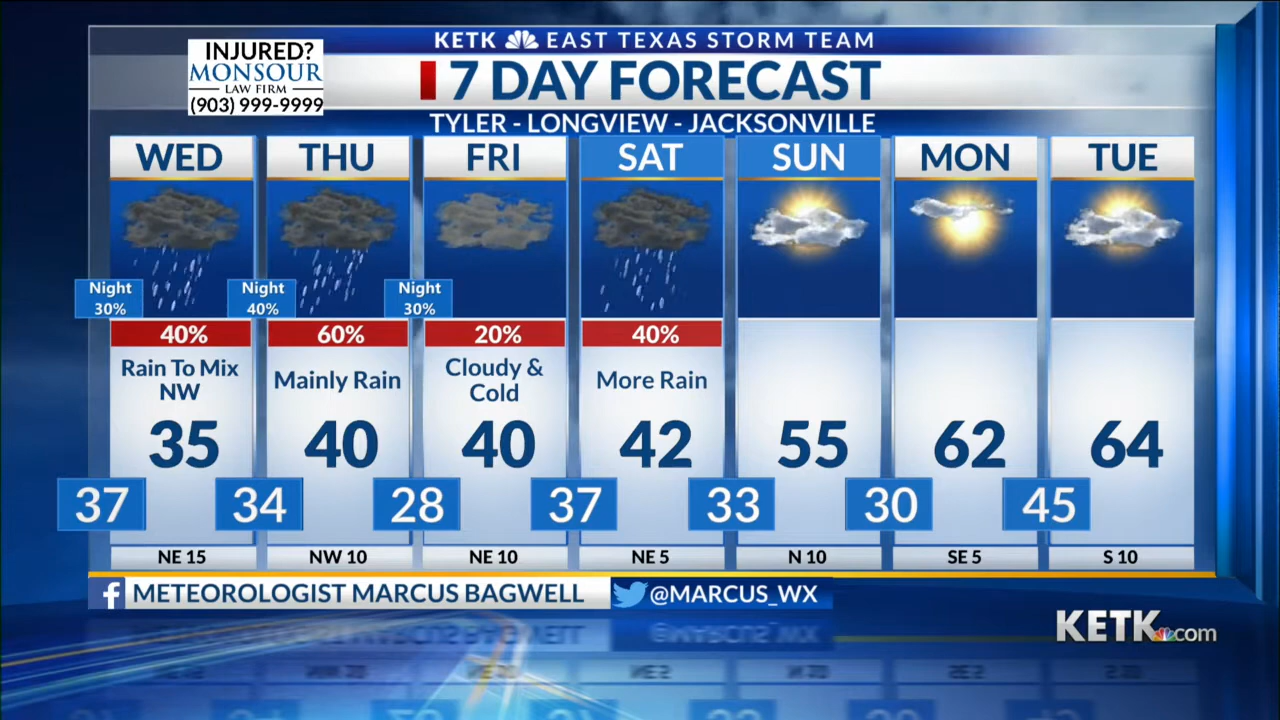 KETK EAST TEXAS STORM TEAM
INJURED?
MONSOUR
LAW FIRM
(903) 999-9999
7 DAY FORECAST
TYLER - LONGVIEW - JACKSONVILLE
WED THU FRI SAT SUN MON TUE
Night Night Night
30% 40% 30%
40% 60% 20% 40%
Rain To Mix
NW
Mainly Rain
Cloudy &
Cold
More Rain
35 40 40 42 55 62 64
37 34 28 37 33 30 45
NE 15 NW 10 NE 10 NE 5 N 10 SE 5 S 10
f METEOROLOGIST MARCUS BAGWELL @MARCUS_WX
KETK.com